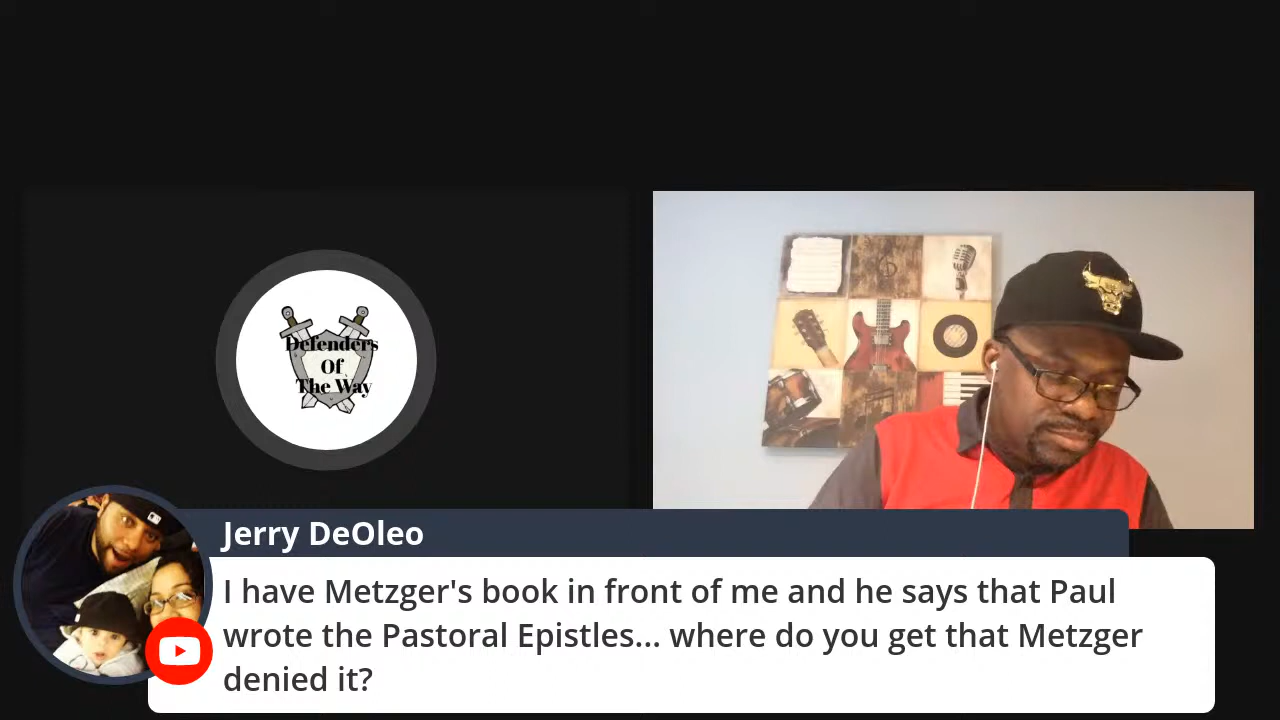 Defenders
Of
The Way
Jerry DeOleo
I have Metzger's book in front of me and he says that Paul
wrote the Pastoral Epistles... where do you get that Metzger
denied it?